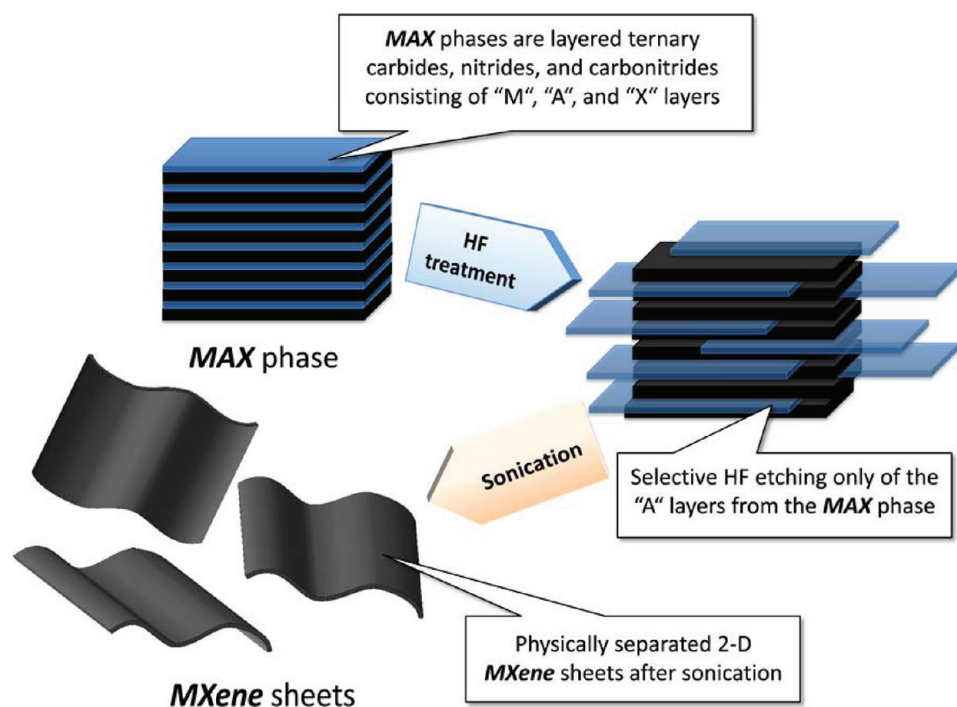 MAX phases are layered ternary
carbides, nitrides, and carbonitrides
consisting of “M“, “A“, and “X“ layers
HF
treatment
MAX phase
Selective HF etching only of the
“A“ layers from the MAX phase
Sonication
Physically separated 2-D
MXene sheets after sonication
MXene sheets